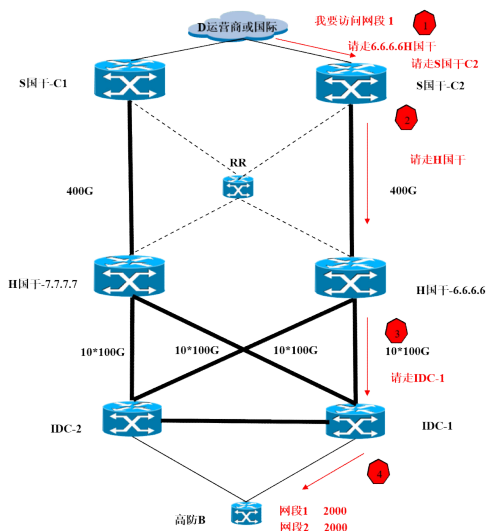 D运营商或国际
我要访问网段 1
1
请走6.6.6.6H国干
请走S国干C2
S国干-C1
S国干-C2
2
RR
请走H国干
400G
400G
H国干-7.7.7.7
H国干-6.6.6.6
3
10*100G
10*100G
10*100G
10*100G
请走IDC-1
IDC-2
IDC-1
4
高防B
网段1 2000
网段2 2000